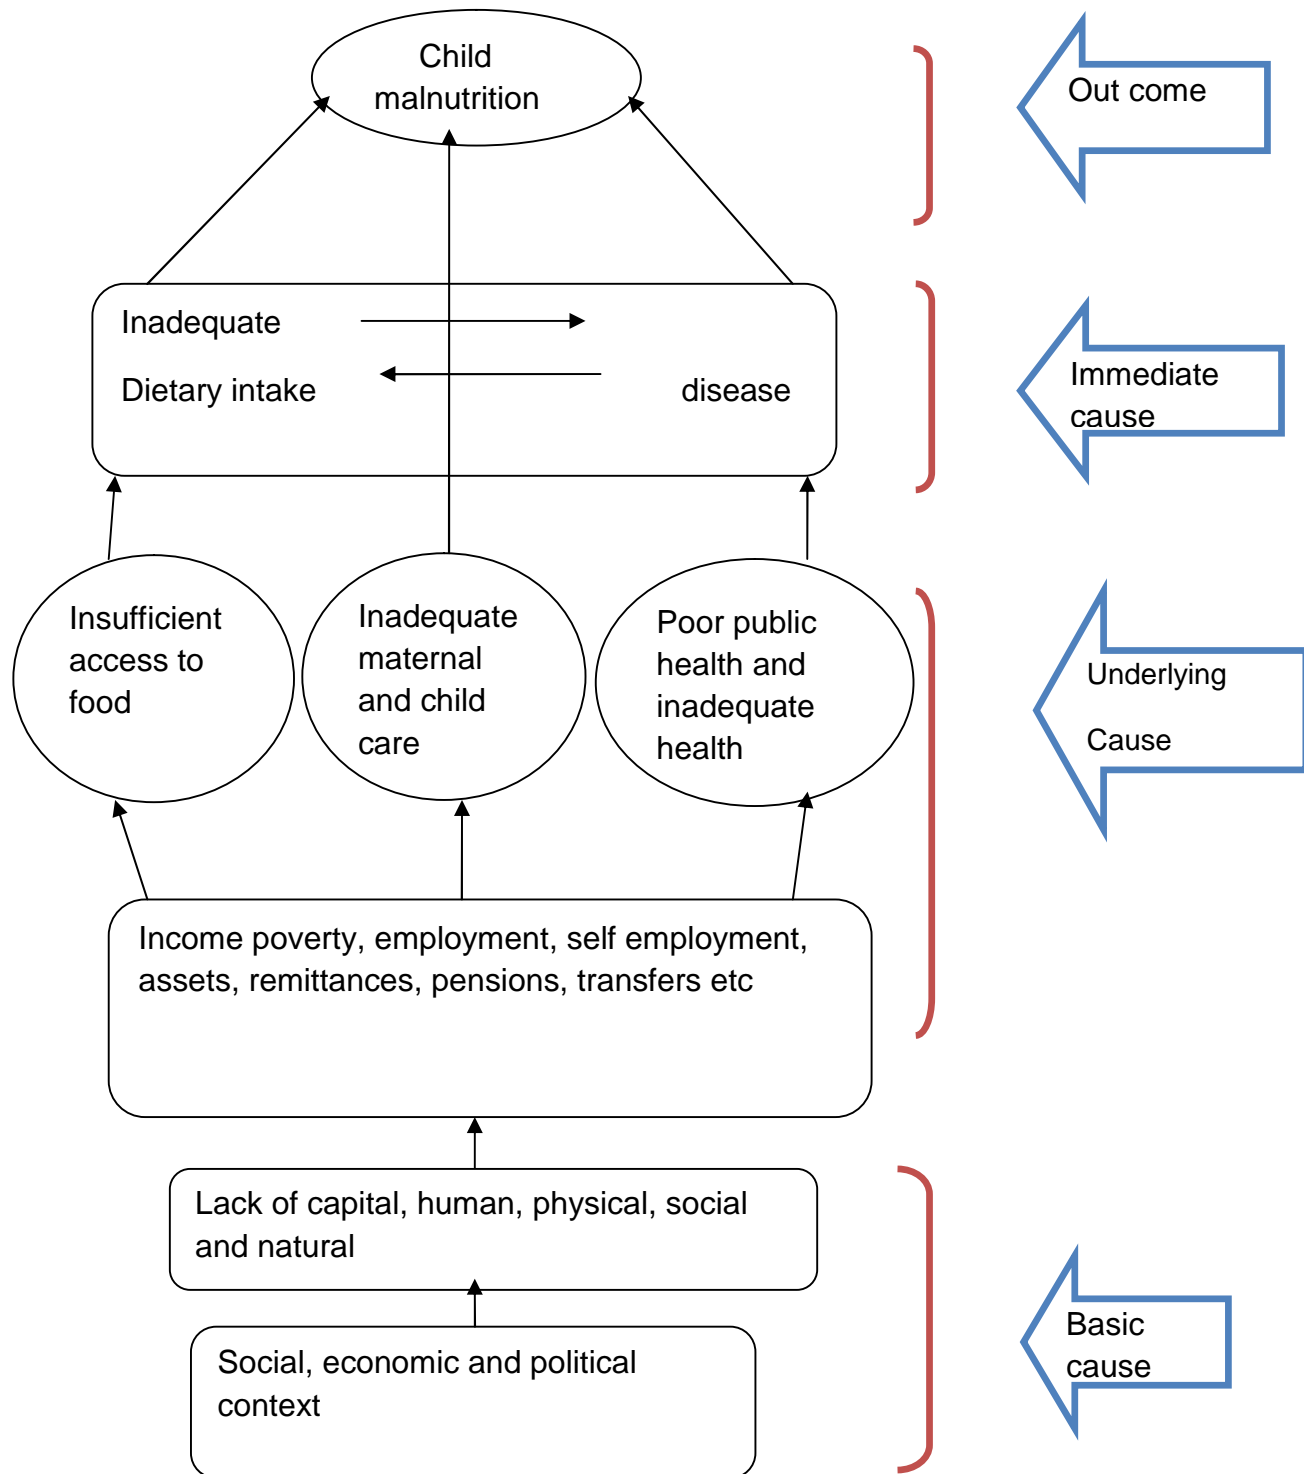 Child
malnutrition
Out come
Inadequate
Dietary intake
disease
Immediate
cause
Insufficient
access to
food
Inadequate
maternal
and child
care
Poor public
health and
inadequate
health
Underlying
Cause
Income poverty, employment, self employment,
assets, remittances, pensions, transfers etc
Lack of capital, human, physical, social
and natural
Social, economic and political
context
Basic
cause